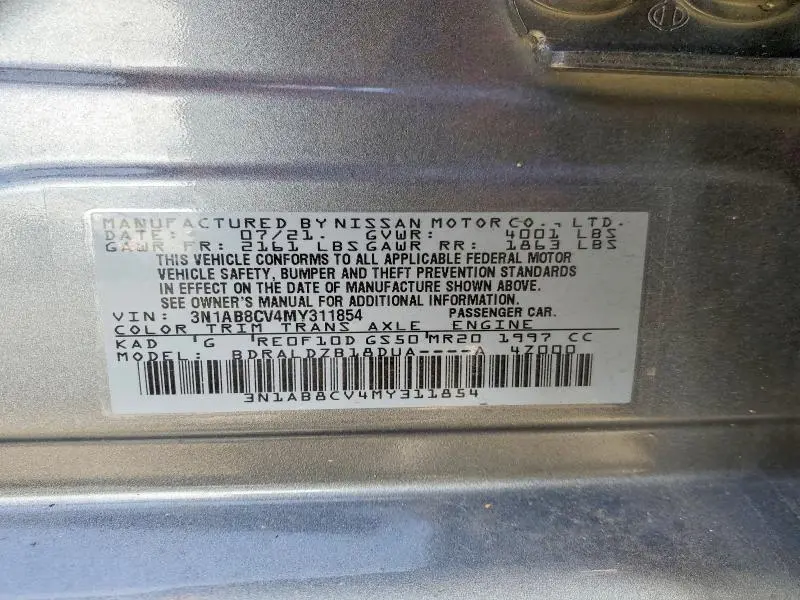 MANUFACTURED BY NISSAN MOTOR CO., LTD.
DATE: 07/21 GVWR: 4001 LBS
GAWR FR: 2161 LBS GAWR RR: 1863 LBS
THIS VEHICLE CONFORMS TO ALL APPLICABLE FEDERAL MOTOR
VEHICLE SAFETY, BUMPER AND THEFT PREVENTION STANDARDS
IN EFFECT ON THE DATE OF MANUFACTURE SHOWN ABOVE.
SEE OWNER'S MANUAL FOR ADDITIONAL INFORMATION.
VIN: 3N1AB8CV4MY311854 PASSENGER CAR.
COLOR TRIM TRANS AXLE ENGINE
KAD G RE0F10D GS50 MR20 1997 CC
MODEL: BDRALDZB18DUA----A 4Z000
3N1AB8CV4MY311854